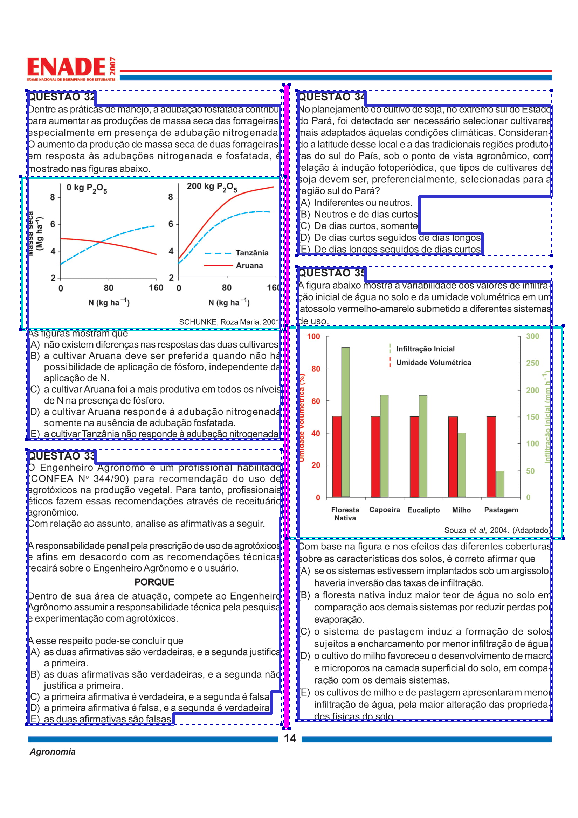 ENADE 2007
EXAME NACIONAL DE DESEMPENHO DOS ESTUDANTES
QUESTÃO 32
Dentre as práticas de manejo, a adubação fosfatada contribui
para aumentar as produções de massa seca das forrageiras,
especialmente em presença de adubação nitrogenada.
O aumento da produção de massa seca de duas forrageiras,
em resposta às adubações nitrogenada e fosfatada, é
mostrado nas figuras abaixo.
0 kg P2O5
200 kg P2O5
Massa seca
(Mg ha–1)
8
6
4
2
0
80
160
N (kg ha–1)
8
6
4
2
0
80
160
N (kg ha–1)
Tanzânia
Aruana
SCHUNKE, Roza Maria, 2001
As figuras mostram que
A) não existem diferenças nas respostas das duas cultivares.
B) a cultivar Aruana deve ser preferida quando não há
possibilidade de aplicação de fósforo, independente da
aplicação de N.
C) a cultivar Aruana foi a mais produtiva em todos os níveis
de N na presença de fósforo.
D) a cultivar Aruana responde à adubação nitrogenada
somente na ausência de adubação fosfatada.
E) a cultivar Tanzânia não responde à adubação nitrogenada.
QUESTÃO 33
O Engenheiro Agrônomo é um profissional habilitado
(CONFEA Nº 344/90) para recomendação do uso de
agrotóxicos na produção vegetal. Para tanto, profissionais
éticos fazem essas recomendações através de receituário
agronômico.
Com relação ao assunto, analise as afirmativas a seguir.
A responsabilidade penal pela prescrição de uso de agrotóxicos
e afins em desacordo com as recomendações técnicas
recairá sobre o Engenheiro Agrônomo e o usuário.
PORQUE
Dentro de sua área de atuação, compete ao Engenheiro
Agrônomo assumir a responsabilidade técnica pela pesquisa
e experimentação com agrotóxicos.
A esse respeito pode-se concluir que
A) as duas afirmativas são verdadeiras, e a segunda justifica
a primeira.
B) as duas afirmativas são verdadeiras, e a segunda não
justifica a primeira.
C) a primeira afirmativa é verdadeira, e a segunda é falsa.
D) a primeira afirmativa é falsa, e a segunda é verdadeira.
E) as duas afirmativas são falsas.
QUESTÃO 34
No planejamento do cultivo de soja, no extremo sul do Estado
do Pará, foi detectado ser necessário selecionar cultivares
mais adaptados àquelas condições climáticas. Consideran-
do a latitude desse local e a das tradicionais regiões produto-
ras do sul do País, sob o ponto de vista agronômico, com
relação à indução fotoperiódica, que tipos de cultivares de
soja devem ser, preferencialmente, selecionadas para a
região sul do Pará?
A) Indiferentes ou neutros.
B) Neutros e de dias curtos.
C) De dias curtos, somente.
D) De dias curtos seguidos de dias longos.
E) De dias longos seguidos de dias curtos.
QUESTÃO 35
A figura abaixo mostra a variabilidade dos valores de infiltra-
ção inicial de água no solo e da umidade volumétrica em um
latossolo vermelho-amarelo submetido a diferentes sistemas
de uso.
Umidade Volumétrica (%)
100
80
60
40
20
0
Infiltração Inicial
Umidade Volumétrica
300
250
200
150
100
50
0
Infiltração Inicial (mm h–1)
Floresta
Nativa
Capoeira
Eucalipto
Milho
Pastagem
Souza et al, 2004. (Adaptado)
Com base na figura e nos efeitos das diferentes coberturas
sobre as características dos solos, é correto afirmar que
A) se os sistemas estivessem implantados sob um argissolo,
haveria inversão das taxas de infiltração.
B) a floresta nativa induz maior teor de água no solo em
comparação aos demais sistemas por reduzir perdas por
evaporação.
C) o sistema de pastagem induz a formação de solos
sujeitos a encharcamento por menor infiltração de água.
D) o cultivo do milho favoreceu o desenvolvimento de macro
e microporos na camada superficial do solo, em compa-
ração com os demais sistemas.
E) os cultivos de milho e de pastagem apresentaram menor
infiltração de água, pela maior alteração das proprieda-
des físicas do solo.
14
Agronomia